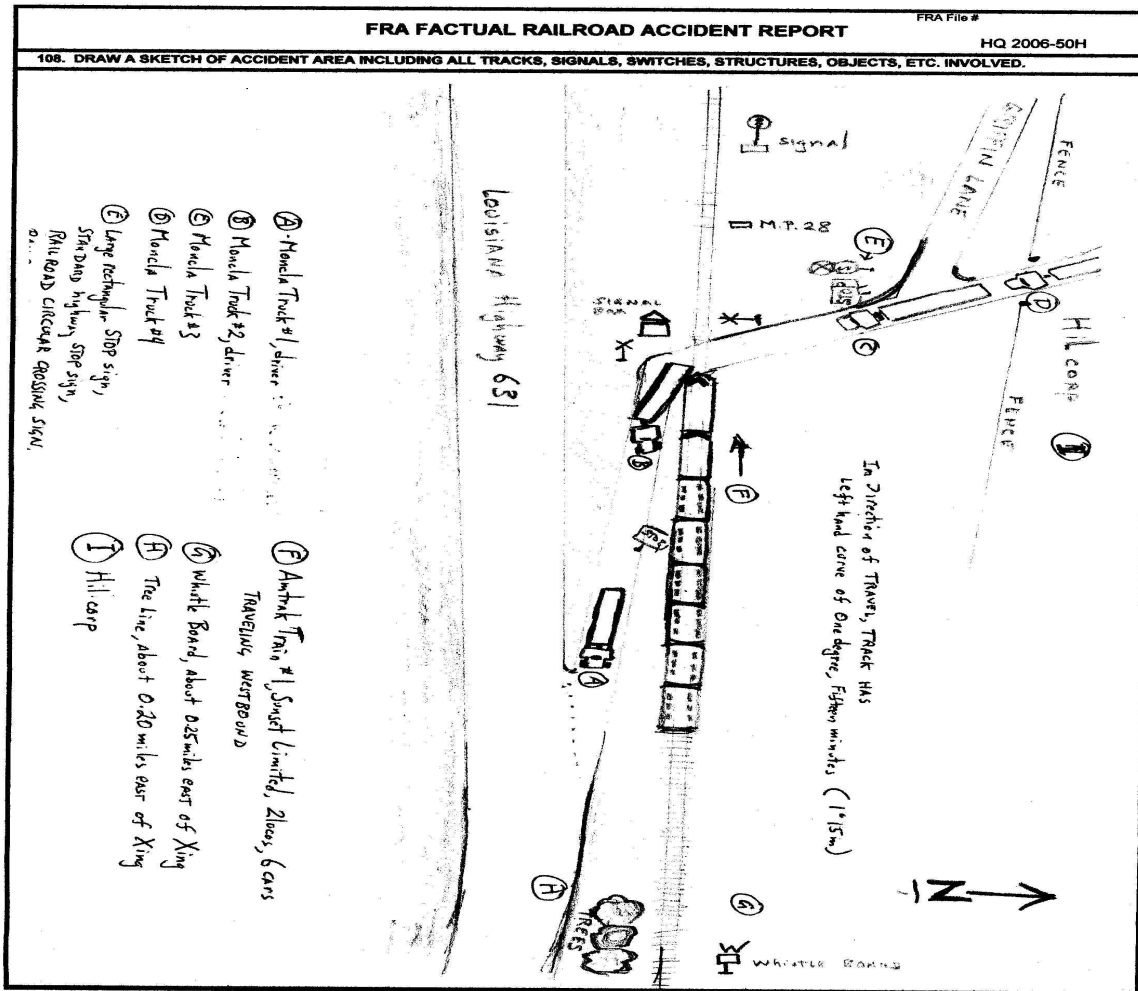 FRA FACTUAL RAILROAD ACCIDENT REPORT
FRA File #
HQ 2006-50H
108. DRAW A SKETCH OF ACCIDENT AREA INCLUDING ALL TRACKS, SIGNALS, SWITCHES, STRUCTURES, OBJECTS, ETC. INVOLVED.
signal
M.P. 28
SIGNAL
BOX
LANE
FENCE
FENCE
Hilcorp
I
E
STOP
C
D
B
F
A
STOP
H
TREES
G
WHISTLE BOARD
N
Louisiana Highway 631
In Direction of TRAVEL, TRACK HAS
left hand curve of one degree, Fifteen minutes (1°15m)
A - Moncla Truck #1, driver
B Moncla Truck #2, driver
C Moncla Truck #3
D Moncla Truck #4
E Large rectangular STOP sign,
STANDARD highway STOP sign,
RAILROAD CIRCULAR CROSSING SIGN.
F Amtrak Train #1, Sunset Limited, 2 locos, 6 cars
TRAVELING WESTBOUND
G Whistle Board, about 0.25 miles east of Xing
H Tree line, about 0.20 miles east of Xing
I Hilcorp